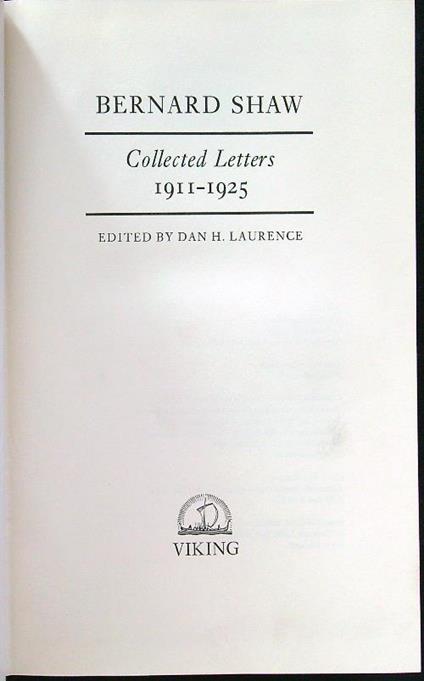 BERNARD SHAW
Collected Letters
1911-1925
EDITED BY DAN H. LAURENCE
VIKING